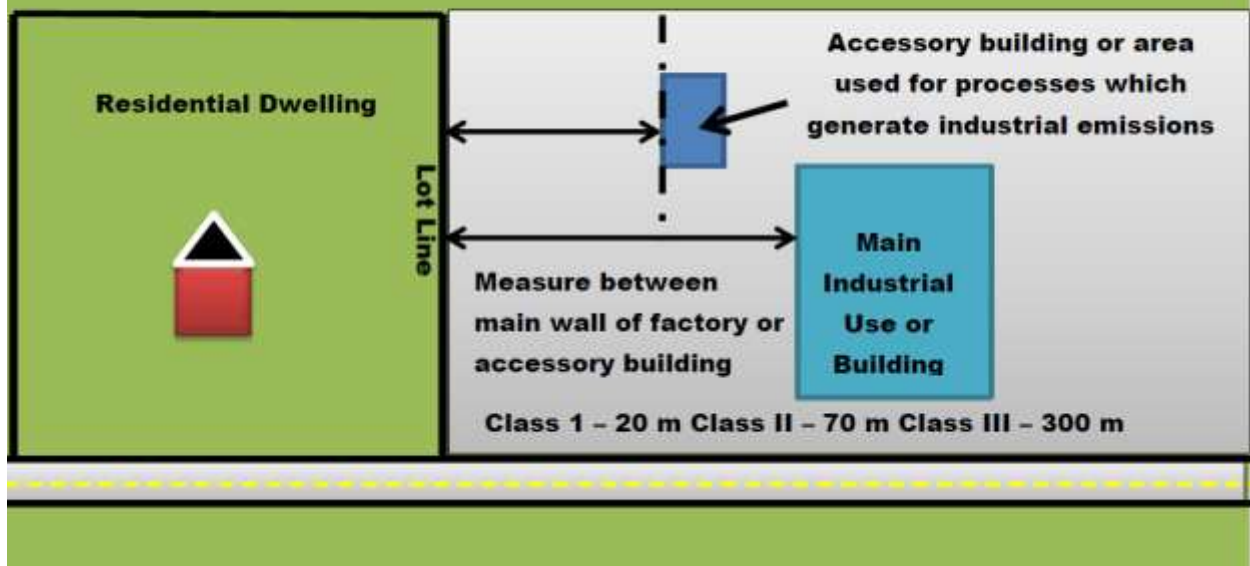 Residential Dwelling
Lot Line
Accessory building or area
used for processes which
generate industrial emissions
Measure between
main wall of factory or
accessory building
Main
Industrial
Use or
Building
Class 1 – 20 m Class II – 70 m Class III – 300 m